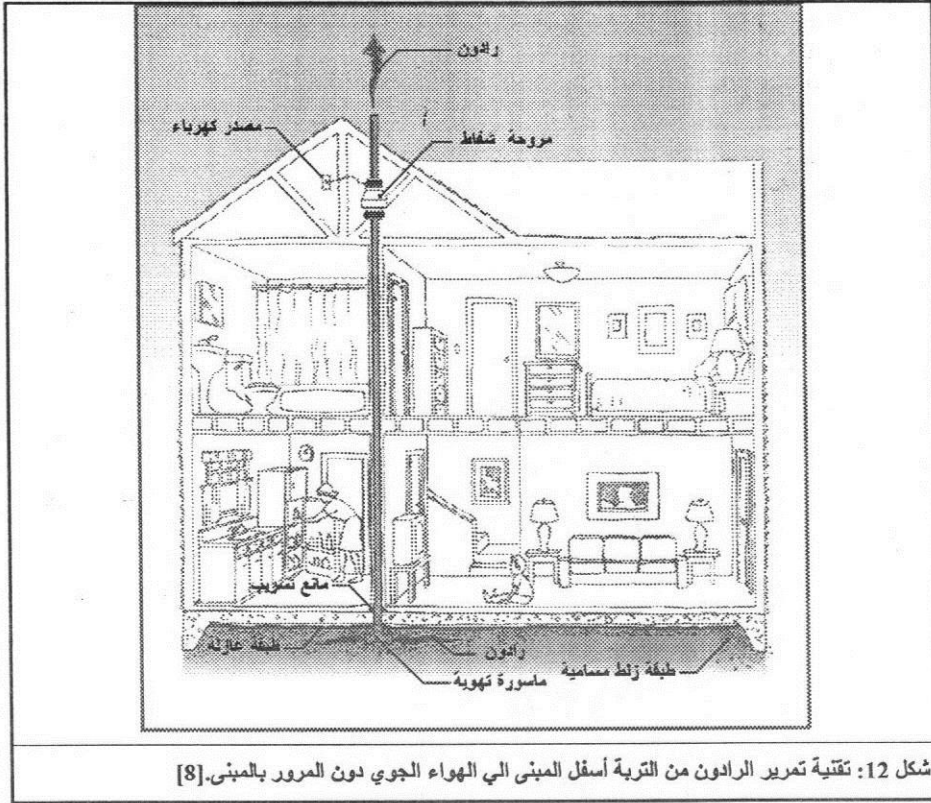 رادون
مصدر كهرباء
مروحة شفاط
مانع تسريب
طبقة عازلة
رادون
طبقة زلط مسامية
ماسورة تهوية
شكل 12: تقنية تمرير الرادون من التربة أسفل المبنى الي الهواء الجوي دون المرور بالمبنى.[8]